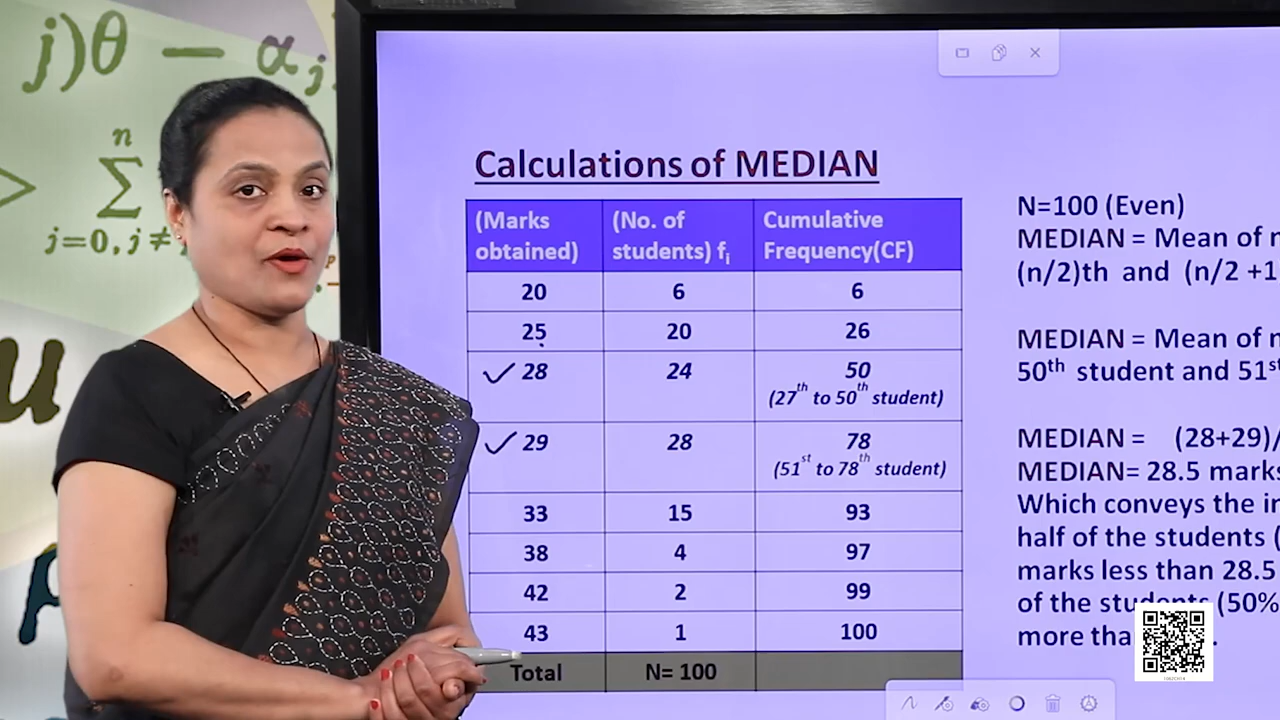 j)θ − α j,
n
> Σ
j=0, j ≠
u
Calculations of MEDIAN
(Marks obtained) (No. of students) fᵢ Cumulative Frequency(CF)
20 6 6
25 20 26
✓ 28 24 50
(27th to 50th student)
✓ 29 28 78
(51st to 78th student)
33 15 93
38 4 97
42 2 99
43 1 100
Total N= 100
N=100 (Even)
MEDIAN = Mean of
(n/2)th and (n/2 +1
MEDIAN = Mean of
50th student and 51st
MEDIAN = (28+29)/
MEDIAN= 28.5 marks
Which conveys the
half of the students (
marks less than 28.5
of the students (50%
more